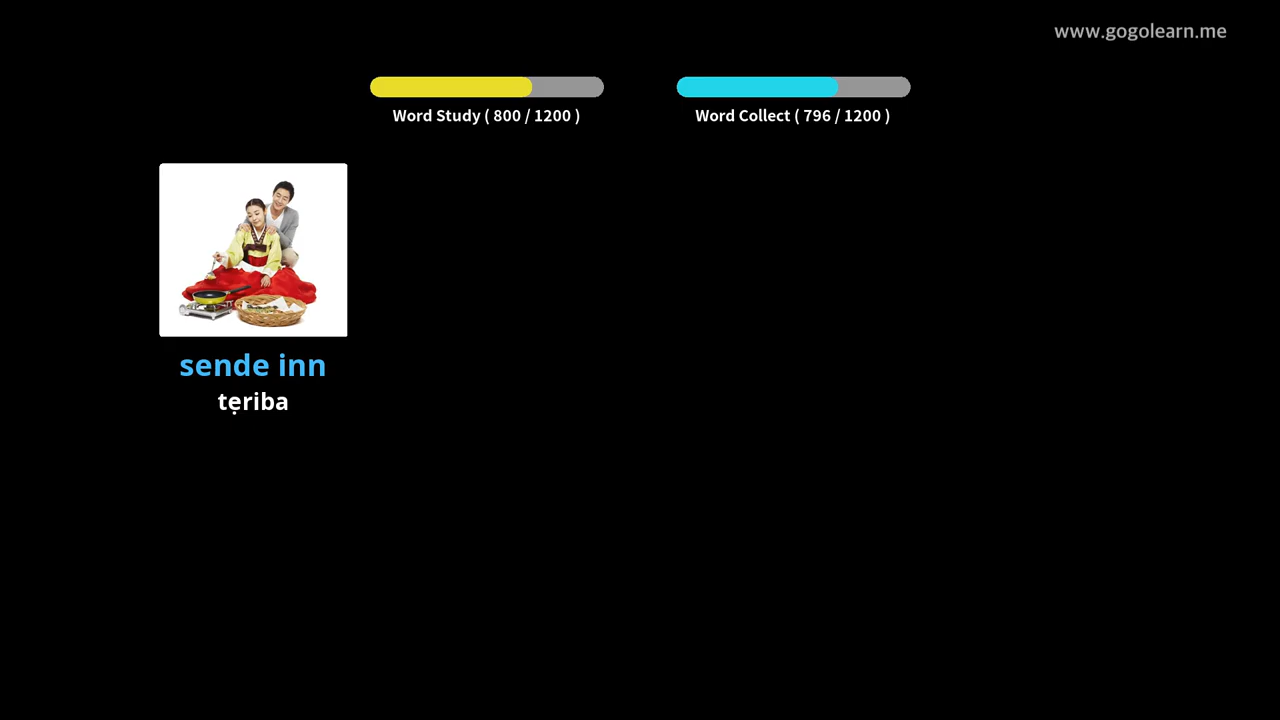 www.gogolearn.me
Word Study ( 800 / 1200 )
Word Collect ( 796 / 1200 )
sende inn
tẹriba